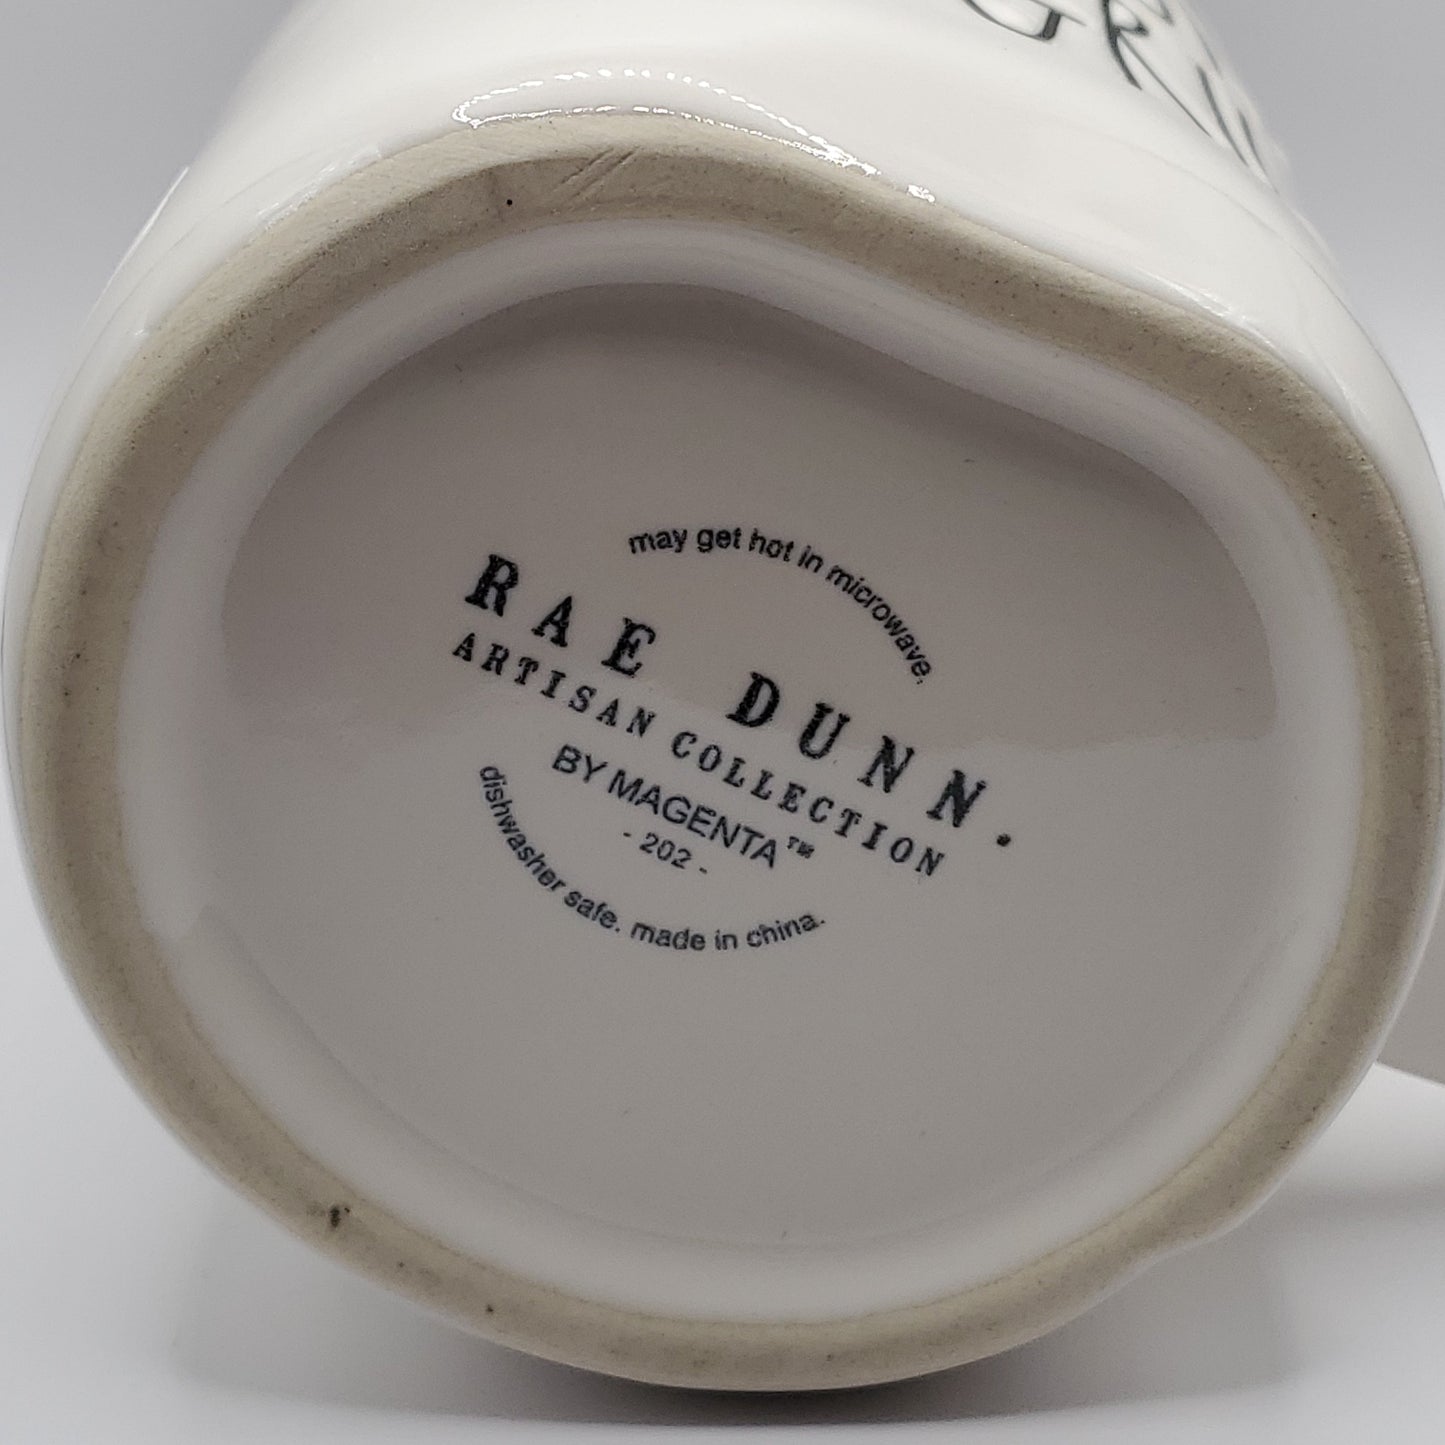 may get hot in microwave.
RAE DUNN.
ARTISAN COLLECTION
BY MAGENTA™
- 202 -
dishwasher safe. made in china.